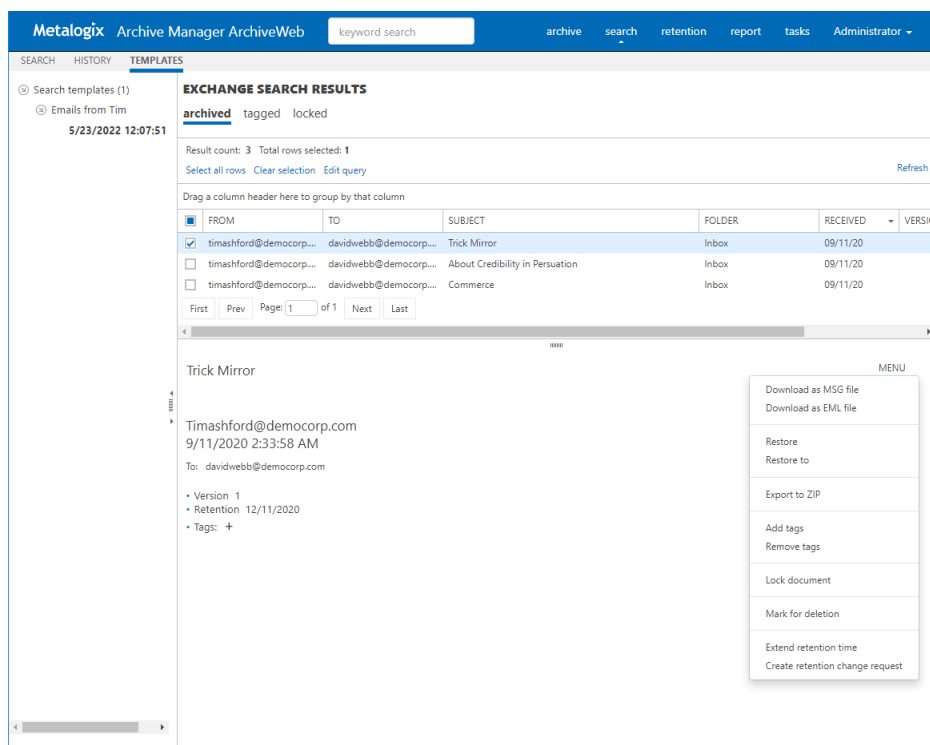 Metalogix Archive Manager ArchiveWeb keyword search archive search retention report tasks Administrator
SEARCH HISTORY TEMPLATES
Search templates (1)
Emails from Tim
5/23/2022 12:07:51
EXCHANGE SEARCH RESULTS
archived tagged locked
Result count: 3 Total rows selected: 1
Select all rows Clear selection Edit query Refresh
Drag a column header here to group by that column
FROM TO SUBJECT FOLDER RECEIVED VERSI
timashford@democorp.... davidwebb@democorp.... Trick Mirror Inbox 09/11/20
timashford@democorp.... davidwebb@democorp.... About Credibility in Persuation Inbox 09/11/20
timashford@democorp.... davidwebb@democorp.... Commerce Inbox 09/11/20
First Prev Page: 1 of 1 Next Last
Trick Mirror
MENU
Timashford@democorp.com
9/11/2020 2:33:58 AM
To: davidwebb@democorp.com
• Version 1
• Retention 12/11/2020
• Tags: +
Download as MSG file
Download as EML file
Restore
Restore to
Export to ZIP
Add tags
Remove tags
Lock document
Mark for deletion
Extend retention time
Create retention change request